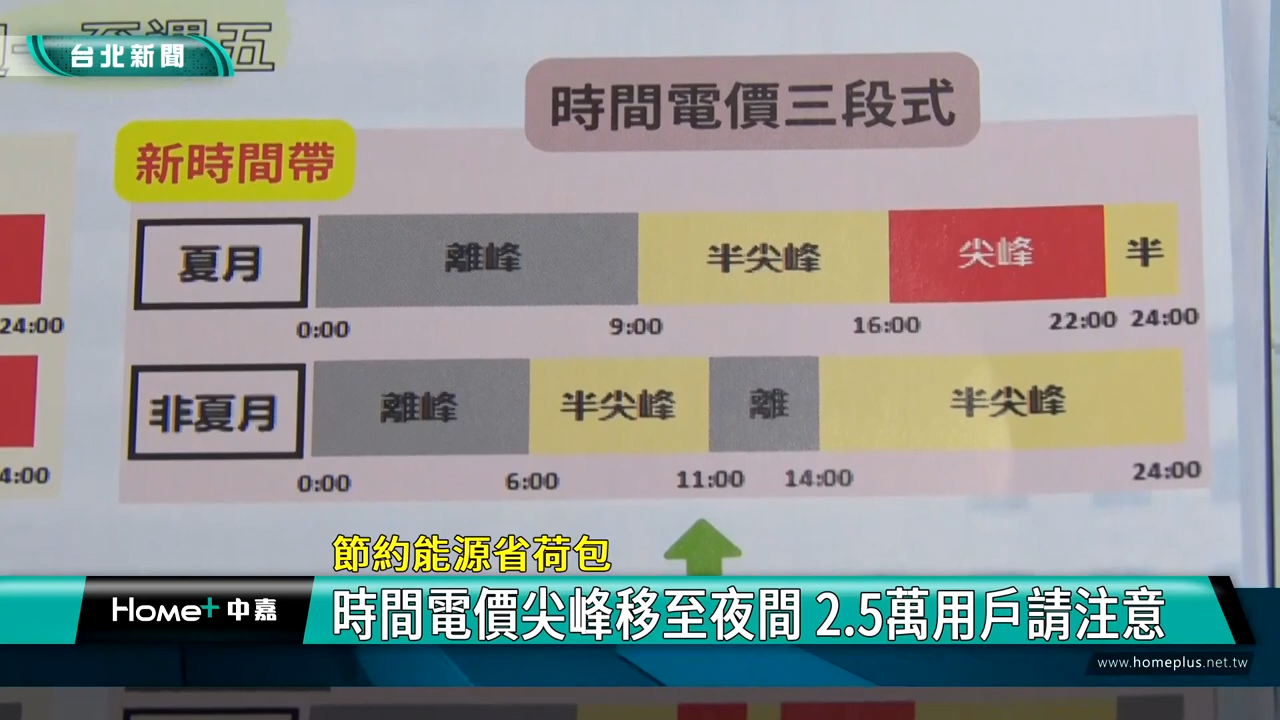 至週五
台北新聞
時間電價三段式
新時間帶
夏月 離峰 半尖峰 尖峰 半
24:00 0:00 9:00 16:00 22:00 24:00
非夏月 離峰 半尖峰 離 半尖峰
4:00 0:00 6:00 11:00 14:00 24:00
節約能源省荷包
Home+中嘉 時間電價尖峰移至夜間 2.5萬用戶請注意
www.homeplus.net.tw